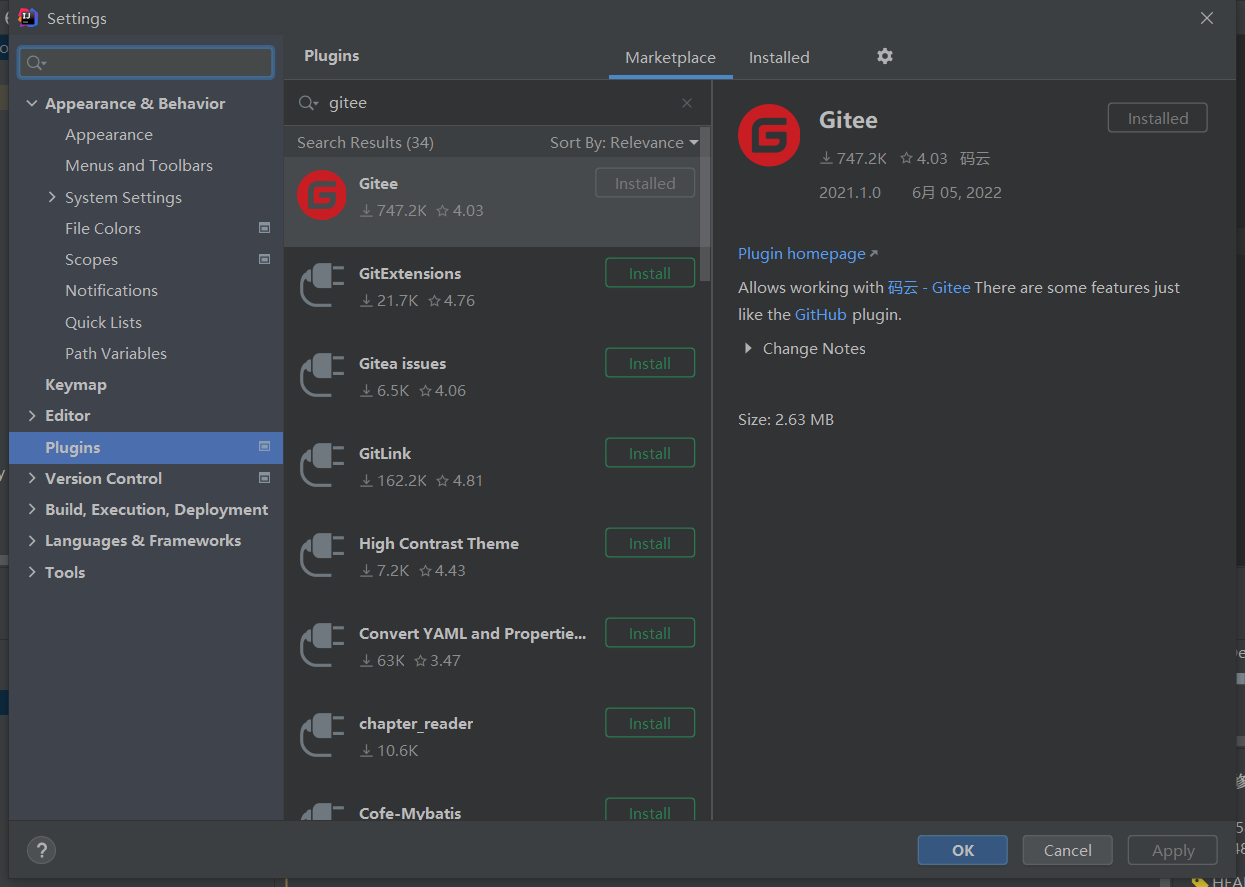 Settings
Plugins
Marketplace
Installed
gitee
Appearance & Behavior
Appearance
Menus and Toolbars
System Settings
File Colors
Scopes
Notifications
Quick Lists
Path Variables
Keymap
Editor
Plugins
Version Control
Build, Execution, Deployment
Languages & Frameworks
Tools
Search Results (34)
Sort By: Relevance
Gitee
747.2K 4.03
Installed
GitExtensions
21.7K 4.76
Install
Gitea issues
6.5K 4.06
Install
GitLink
162.2K 4.81
Install
High Contrast Theme
7.2K 4.43
Install
Convert YAML and Propertie...
63K 3.47
Install
chapter_reader
10.6K
Install
Cofe-Mybatis
Install
Gitee
Installed
747.2K 4.03 码云
2021.1.0 6月 05, 2022
Plugin homepage
Allows working with 码云 - Gitee There are some features just
like the GitHub plugin.
Change Notes
Size: 2.63 MB
?
OK
Cancel
Apply